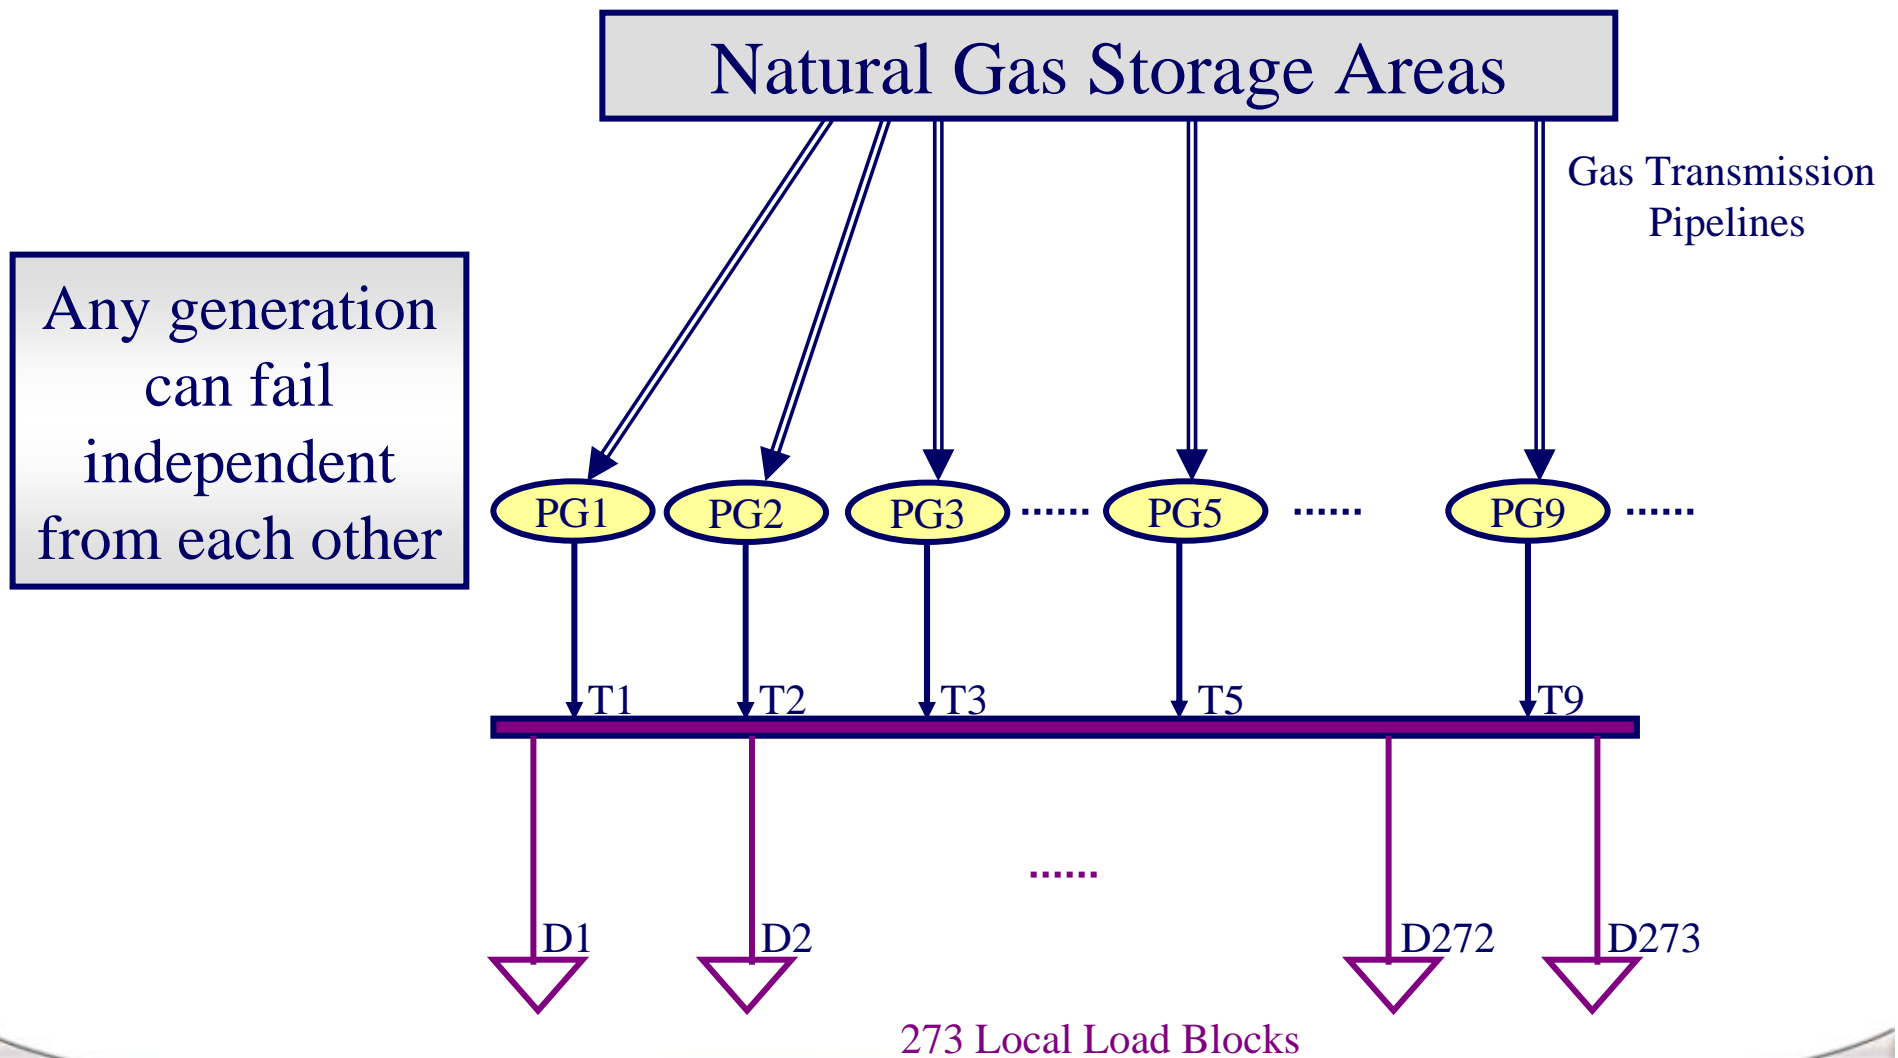 Natural Gas Storage Areas
Gas Transmission
Pipelines
Any generation
can fail
independent
from each other
PG1 PG2 PG3 ...... PG5 ...... PG9 ......
T1 T2 T3 T5 T9
......
D1 D2 D272 D273
273 Local Load Blocks